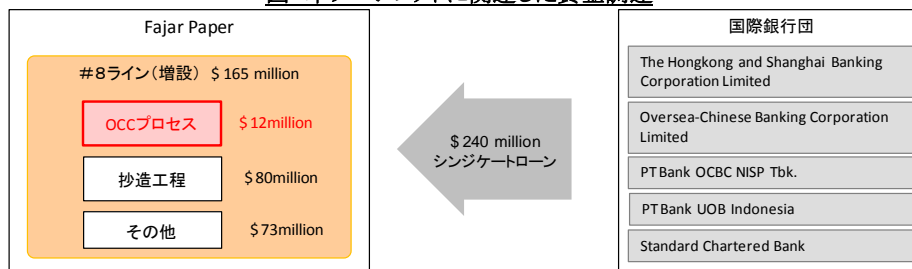 Fajar Paper
#8ライン(増設) $ 165 million
OCCプロセス $12million
抄造工程 $80million
その他 $73million
$ 240 million
シンジケートローン
国際銀行団
The Hongkong and Shanghai Banking
Corporation Limited
Oversea-Chinese Banking Corporation
Limited
PT Bank OCBC NISP Tbk.
PT Bank UOB Indonesia
Standard Chartered Bank